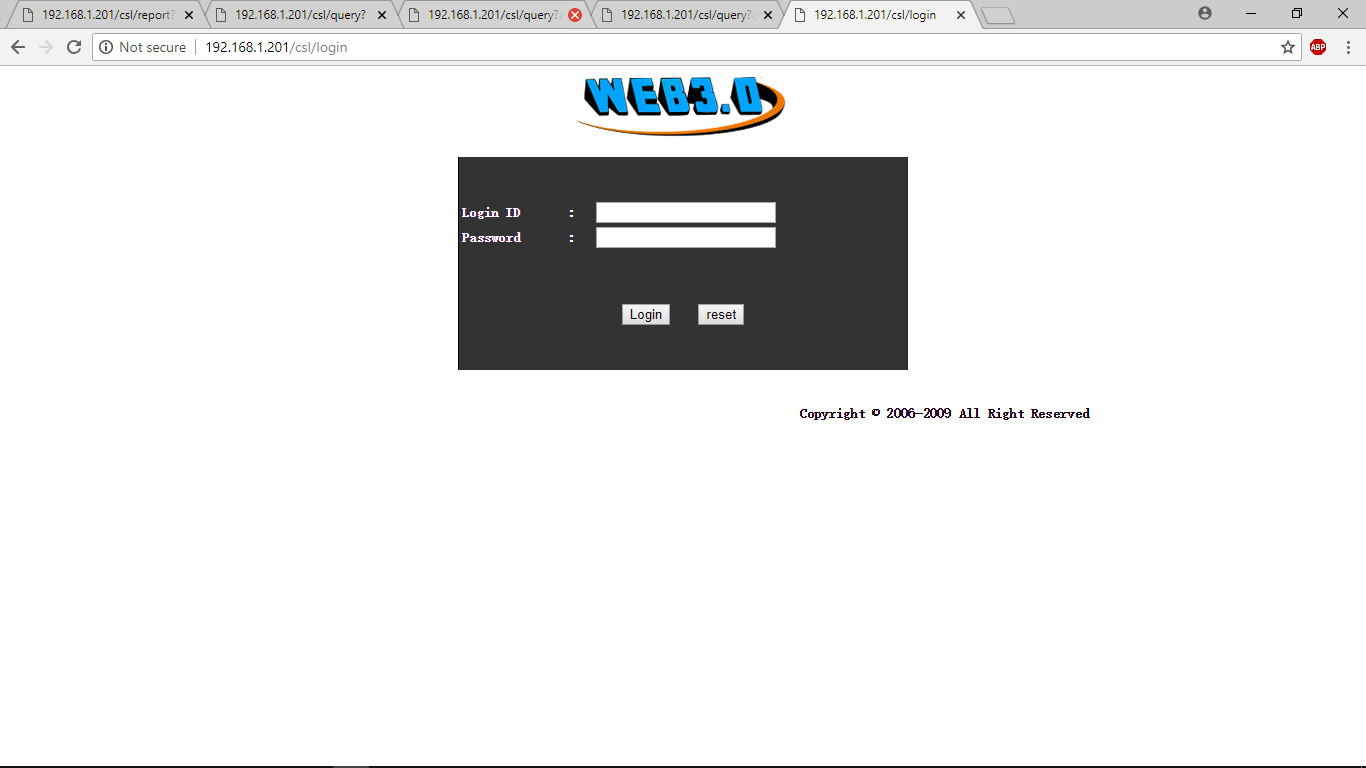 192.168.1.201/csl/report? 192.168.1.201/csl/query? 192.168.1.201/csl/query? 192.168.1.201/csl/query? 192.168.1.201/csl/login
Not secure 192.168.1.201/csl/login ABP
WEB3.0
Login ID :
Password :
Login reset
Copyright © 2006-2009 All Right Reserved